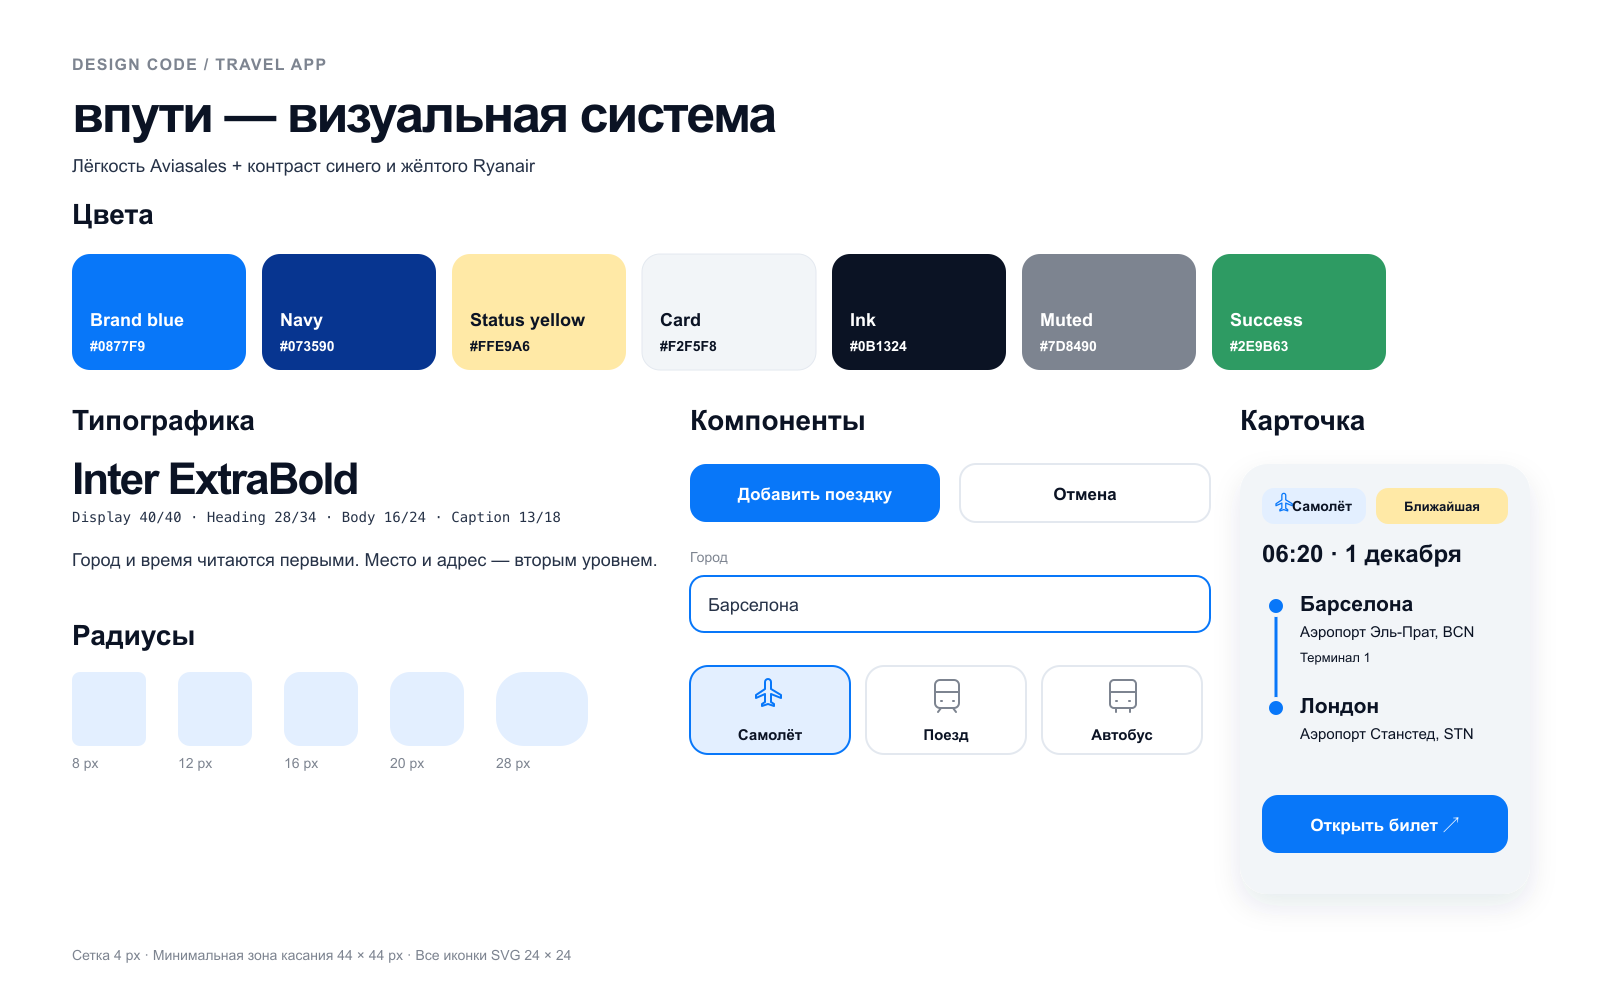 DESIGN CODE / TRAVEL APP
впути — визуальная система
Лёгкость Aviasales + контраст синего и жёлтого Ryanair
Цвета
Brand blue
#0877F9
Navy
#073590
Status yellow
#FFE9A6
Card
#F2F5F8
Ink
#0B1324
Muted
#7D8490
Success
#2E9B63
Типографика
Inter ExtraBold
Display 40/40 · Heading 28/34 · Body 16/24 · Caption 13/18
Город и время читаются первыми. Место и адрес — вторым уровнем.
Радиусы
8 px
12 px
16 px
20 px
28 px
Компоненты
Добавить поездку
Отмена
Город
Барселона
Самолёт
Поезд
Автобус
Карточка
Самолёт
Ближайшая
06:20 · 1 декабря
Барселона
Аэропорт Эль-Прат, BCN
Терминал 1
Лондон
Аэропорт Станстед, STN
Открыть билет ↗
Сетка 4 px · Минимальная зона касания 44 × 44 px · Все иконки SVG 24 × 24